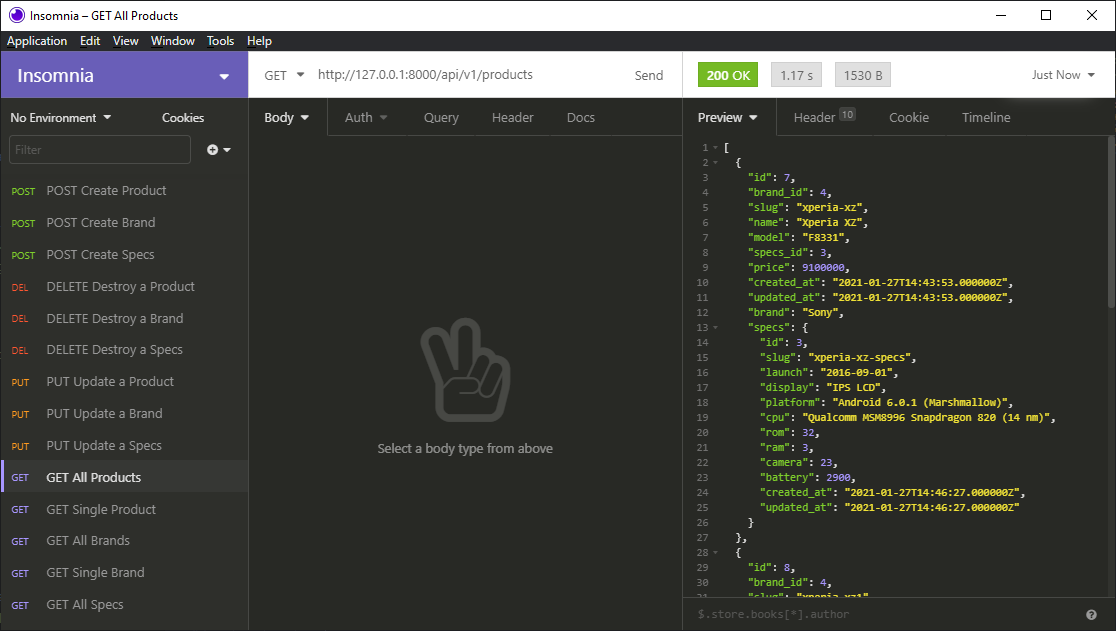 Insomnia – GET All Products
Application Edit View Window Tools Help
Insomnia
GET http://127.0.0.1:8000/api/v1/products Send
200 OK 1.17 s 1530 B Just Now
No Environment Cookies
Filter
POST POST Create Product
POST POST Create Brand
POST POST Create Specs
DEL DELETE Destroy a Product
DEL DELETE Destroy a Brand
DEL DELETE Destroy a Specs
PUT PUT Update a Product
PUT PUT Update a Brand
PUT PUT Update a Specs
GET GET All Products
GET GET Single Product
GET GET All Brands
GET GET Single Brand
GET GET All Specs
Body Auth Query Header Docs
Select a body type from above
Preview Header 10 Cookie Timeline
1 [
2 {
3 "id": 7,
4 "brand_id": 4,
5 "slug": "xperia-xz",
6 "name": "Xperia XZ",
7 "model": "F8331",
8 "specs_id": 3,
9 "price": 9100000,
10 "created_at": "2021-01-27T14:43:53.000000Z",
11 "updated_at": "2021-01-27T14:43:53.000000Z",
12 "brand": "Sony",
13 "specs": {
14 "id": 3,
15 "slug": "xperia-xz-specs",
16 "launch": "2016-09-01",
17 "display": "IPS LCD",
18 "platform": "Android 6.0.1 (Marshmallow)",
19 "cpu": "Qualcomm MSM8996 Snapdragon 820 (14 nm)",
20 "rom": 32,
21 "ram": 3,
22 "camera": 23,
23 "battery": 2900,
24 "created_at": "2021-01-27T14:46:27.000000Z",
25 "updated_at": "2021-01-27T14:46:27.000000Z"
26 }
27 },
28 {
29 "id": 8,
30 "brand_id": 4,
31 "slug": "xperia-xz1",
$.store.books[*].author